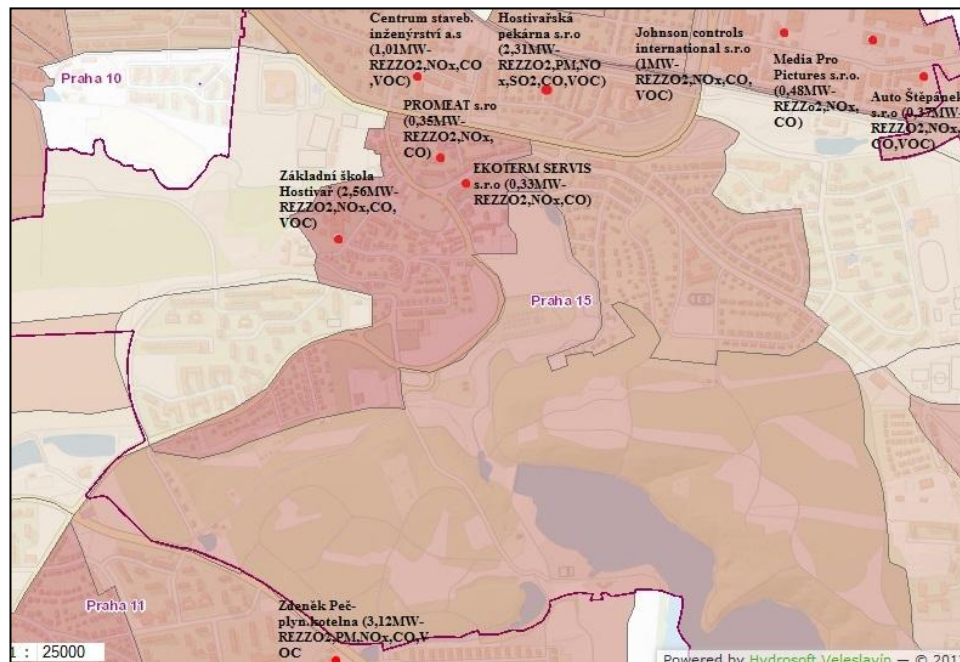 Centrum staveb.
inženýrství a.s
(1,01MW-
REZZO2,NOx,CO
,VOC)
Hostivařská
pekárna s.r.o
(2,31MW-
REZZO2,PM,NO
x,SO2,CO,VOC)
Johnson controls
international s.r.o
(1MW-
REZZO2,NOx,CO,
VOC)
Media Pro
Pictures s.r.o.
(0,48MW-
REZZo2,NOx,
CO)
Auto Štěpánek
s.r.o (0,37MW-
REZZO2,NOx,
CO,VOC)
Praha 10
PROMEAT s.ro
(0,35MW-
REZZO2,NOx,
CO)
Základní škola
Hostivař (2,56MW-
REZZO2,NOx,CO,
VOC)
EKOTERM SERVIS
s.r.o (0,33MW-
REZZO2,NOx,CO)
Praha 15
Praha 11
Zdeněk Peč-
plyn.kotelna (3,12MW-
REZZO2,PM,NOx,CO,V
OC
: 25000
Powered by Hydrosoft Veleslavín — ©